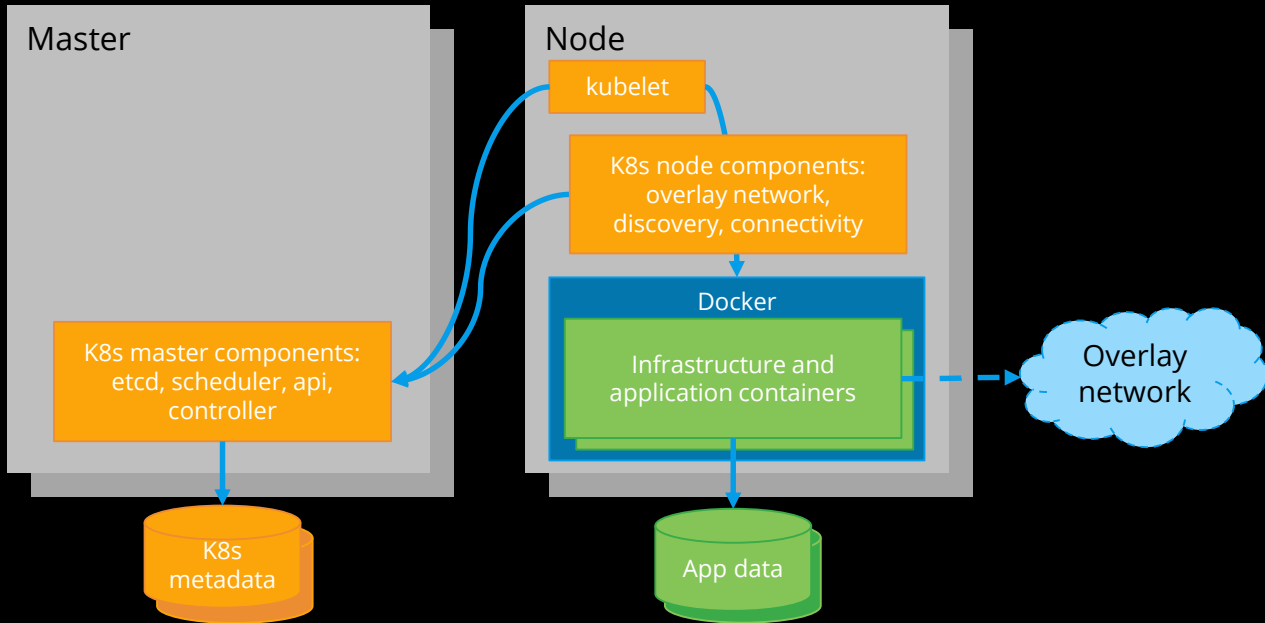 Master
Node
kubelet
K8s node components:
overlay network,
discovery, connectivity
Docker
Infrastructure and
application containers
K8s master components:
etcd, scheduler, api,
controller
Overlay
network
K8s
metadata
App data